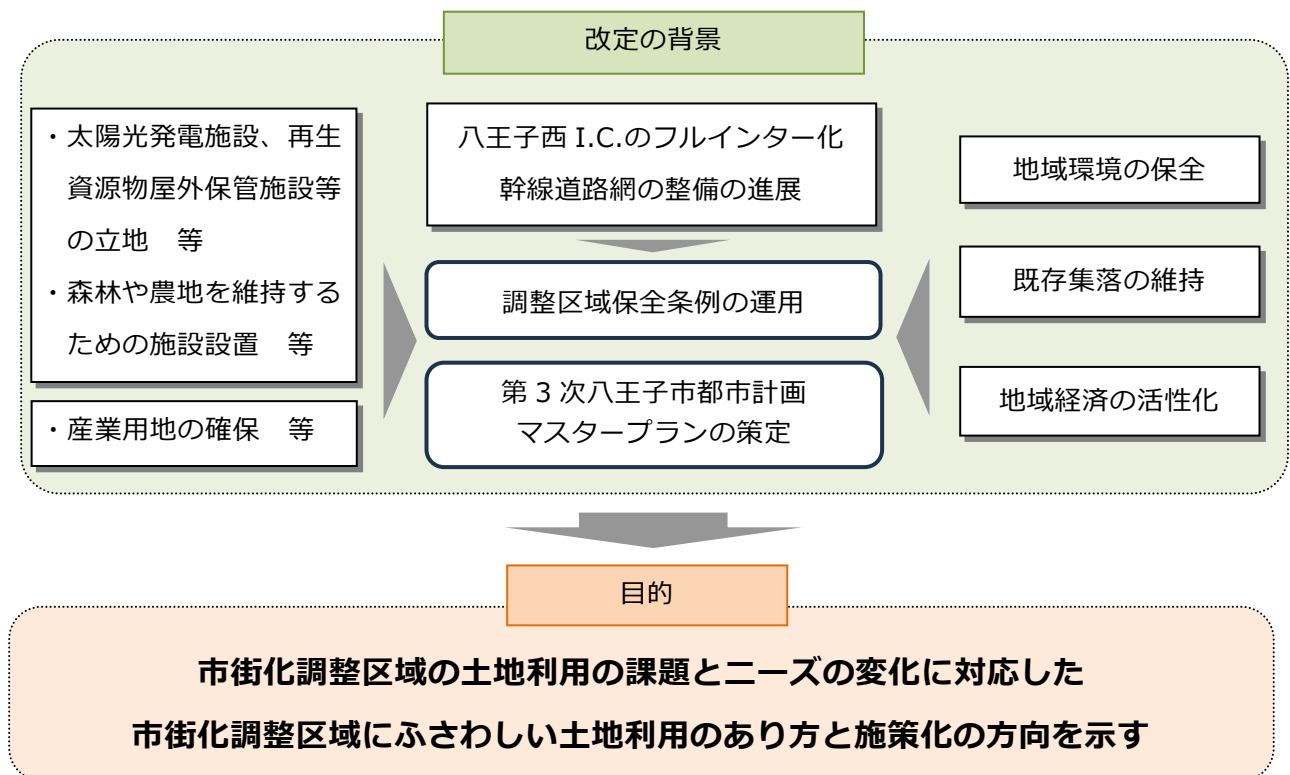 改定の背景
・太陽光発電施設、再生
資源物屋外保管施設等
の立地　等
・森林や農地を維持する
ための施設設置　等
・産業用地の確保　等
八王子西 I.C.のフルインター化
幹線道路網の整備の進展
調整区域保全条例の運用
第 3 次八王子市都市計画
マスタープランの策定
地域環境の保全
既存集落の維持
地域経済の活性化
目的
市街化調整区域の土地利用の課題とニーズの変化に対応した
市街化調整区域にふさわしい土地利用のあり方と施策化の方向を示す